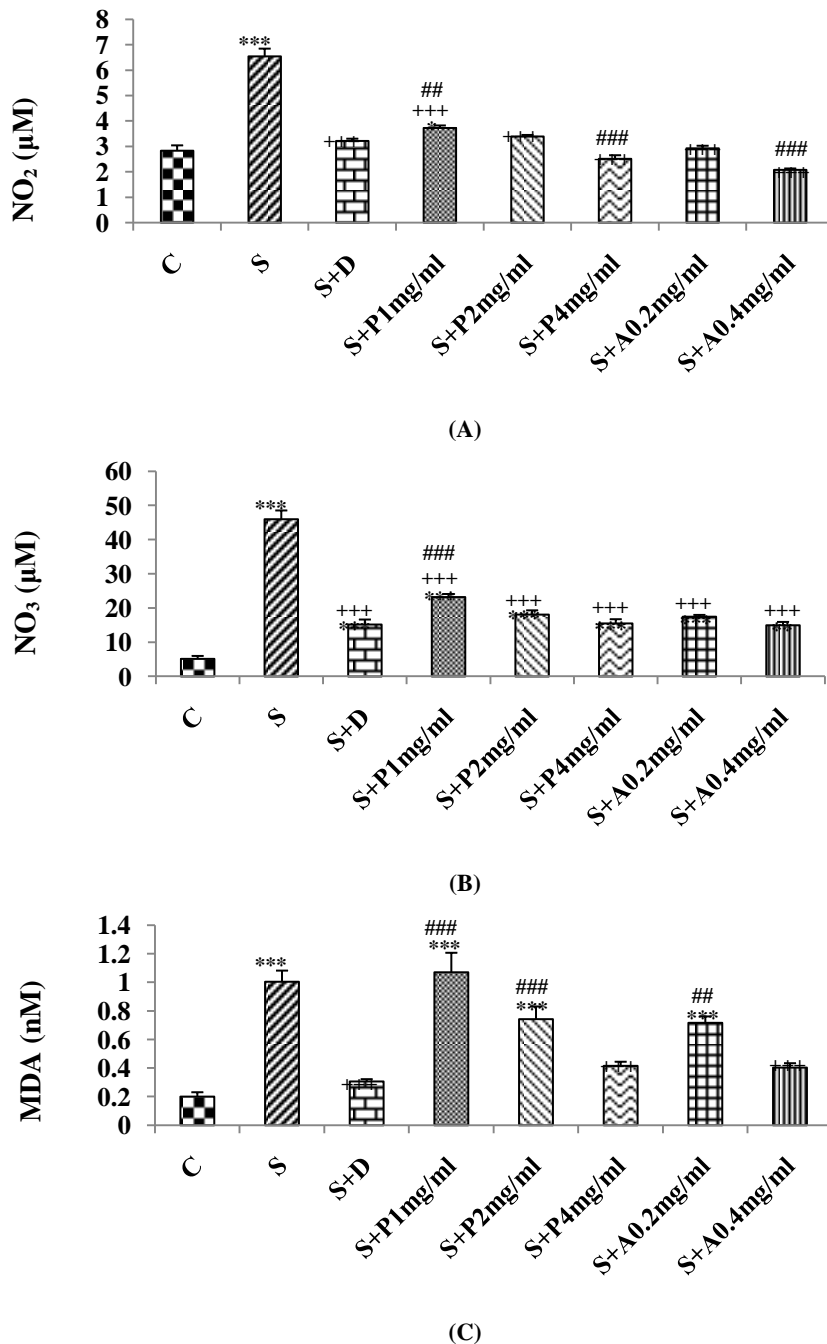 8
7
6
5
4
3
2
1
0
NO₂ (µM)
***
+++
##
+++
*
+++
###
+++
+++
###
+++
C
S
S+D
S+P1mg/ml
S+P2mg/ml
S+P4mg/ml
S+A0.2mg/ml
S+A0.4mg/ml
(A)
60
50
40
30
20
10
0
NO₃ (µM)
***
+++
***
###
+++
***
+++
***
+++
***
+++
***
+++
C
S
S+D
S+P1mg/ml
S+P2mg/ml
S+P4mg/ml
S+A0.2mg/ml
S+A0.4mg/ml
(B)
1.4
1.2
1
0.8
0.6
0.4
0.2
0
MDA (nM)
***
+++
###
***
###
***
+++
##
***
+++
C
S
S+D
S+P1mg/ml
S+P2mg/ml
S+P4mg/ml
S+A0.2mg/ml
S+A0.4mg/ml
(C)